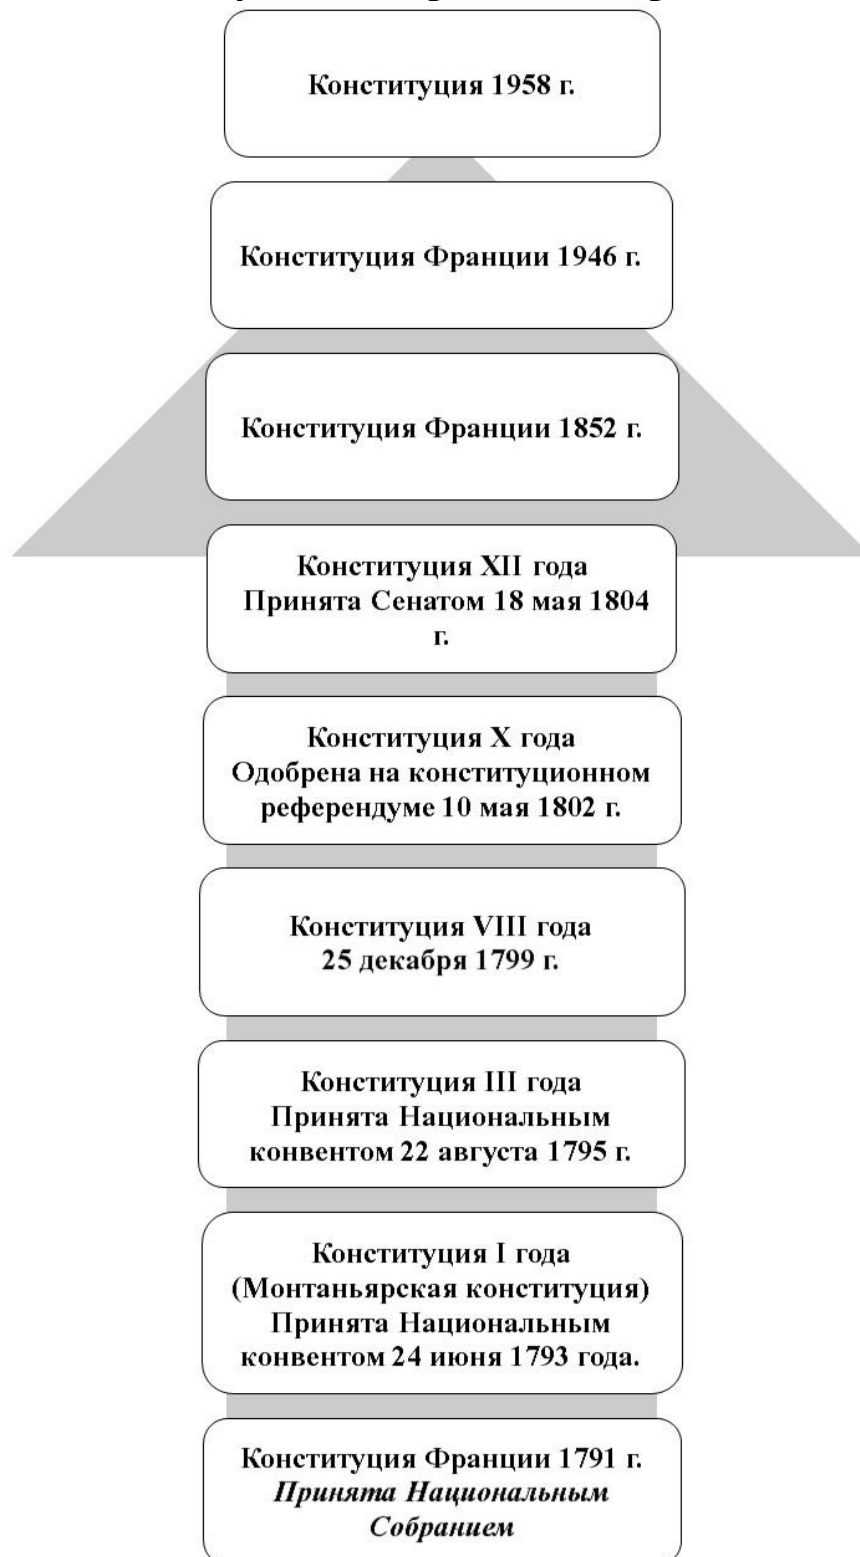 Конституция 1958 г.
Конституция Франции 1946 г.
Конституция Франции 1852 г.
Конституция XII года
Принята Сенатом 18 мая 1804
г.
Конституция X года
Одобрена на конституционном
референдуме 10 мая 1802 г.
Конституция VIII года
25 декабря 1799 г.
Конституция III года
Принята Национальным
конвентом 22 августа 1795 г.
Конституция I года
(Монтаньярская конституция)
Принята Национальным
конвентом 24 июня 1793 года.
Конституция Франции 1791 г.
Принята Национальным
Собранием